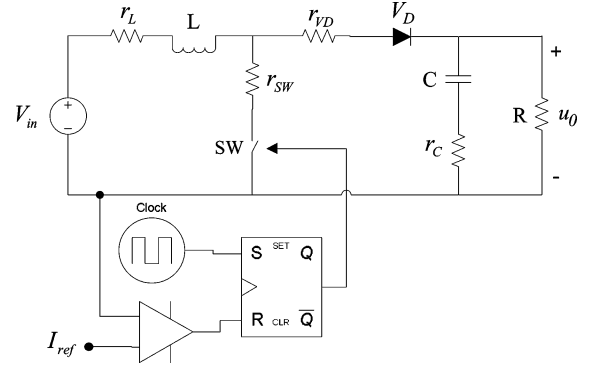 r_L L r_VD V_D
+
C
r_SW
V_in + − R u_0
SW r_C
-
Clock
S SET Q
R CLR Q̅
I_ref